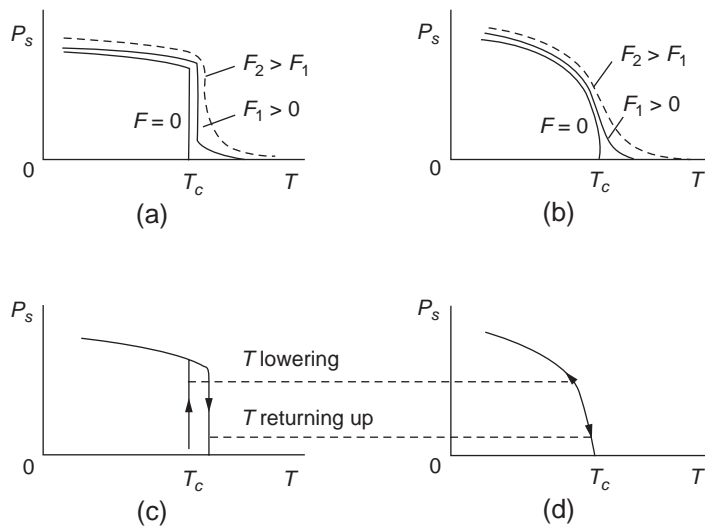 P_s
F_2 > F_1
F = 0
F_1 > 0
0
T_c
T
(a)
P_s
F_2 > F_1
F_1 > 0
F = 0
0
T_c
T
(b)
P_s
T lowering
T returning up
0
T_c
T
(c)
P_s
0
T_c
T
(d)